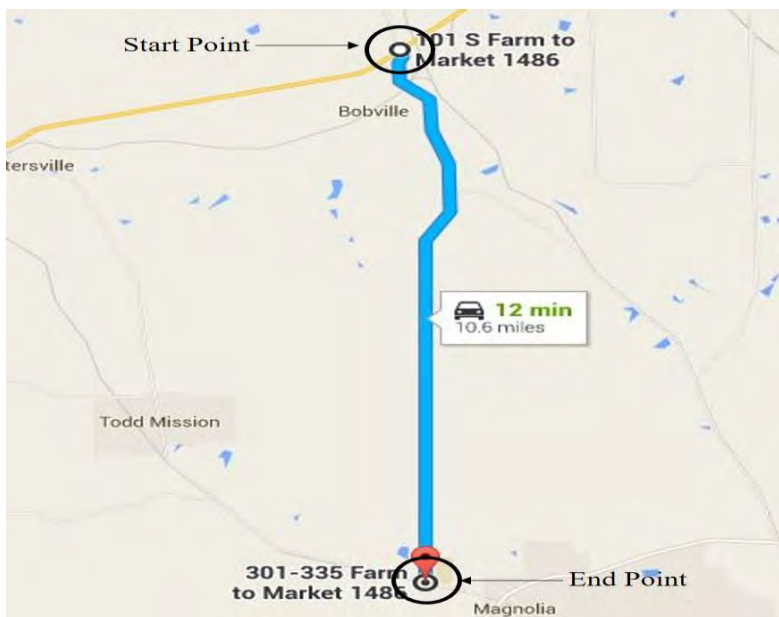 Start Point
101 S Farm to
Market 1486
Bobville
tersville
12 min
10.6 miles
Todd Mission
301-335 Farm
to Market 1486
End Point
Magnolia